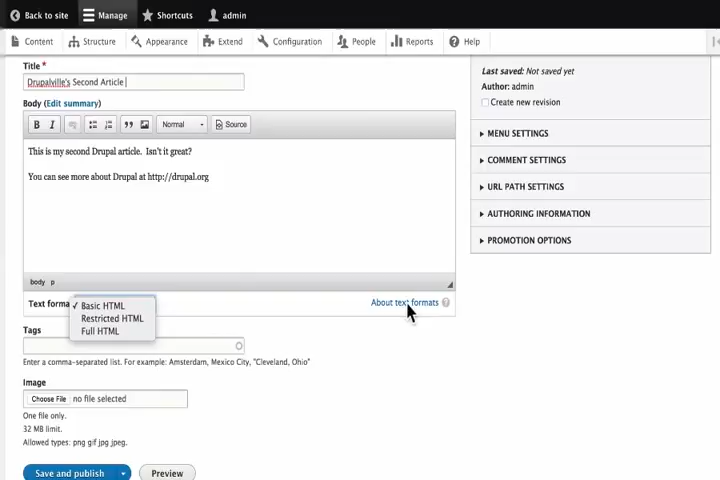 Back to site Manage Shortcuts admin
Content Structure Appearance Extend Configuration People Reports Help
Title *
Drupalville's Second Article
Body (Edit summary)
B I Normal Source
This is my second Drupal article. Isn't it great?
You can see more about Drupal at http://drupal.org
body p
Text forma
✓ Basic HTML
Restricted HTML
Full HTML
About text formats ?
Tags
Enter a comma-separated list. For example: Amsterdam, Mexico City, "Cleveland, Ohio"
Image
Choose File no file selected
One file only.
32 MB limit.
Allowed types: png gif jpg jpeg.
Save and publish Preview
Last saved: Not saved yet
Author: admin
Create new revision
MENU SETTINGS
COMMENT SETTINGS
URL PATH SETTINGS
AUTHORING INFORMATION
PROMOTION OPTIONS